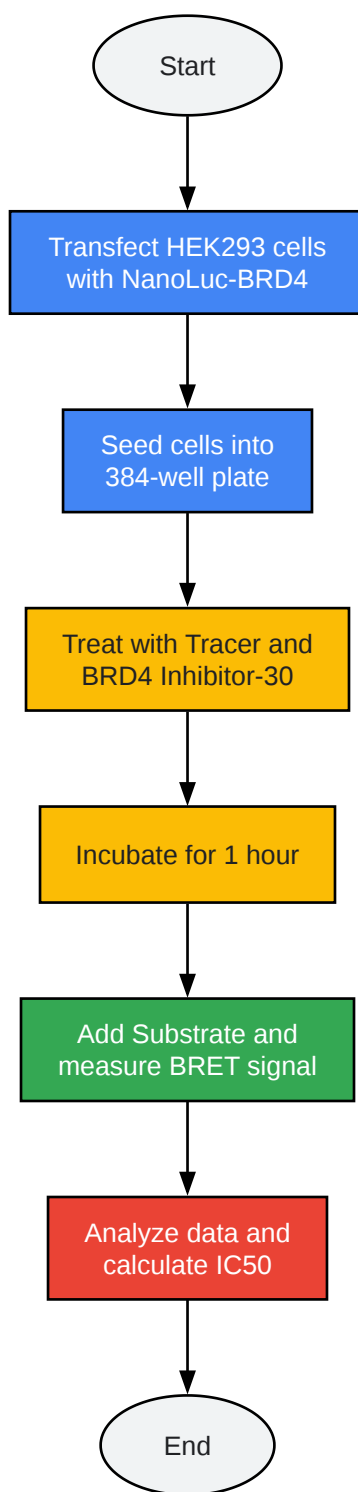 Start
Transfect HEK293 cells
with NanoLuc-BRD4
Seed cells into
384-well plate
Treat with Tracer and
BRD4 Inhibitor-30
Incubate for 1 hour
Add Substrate and
measure BRET signal
Analyze data and
calculate IC50
End